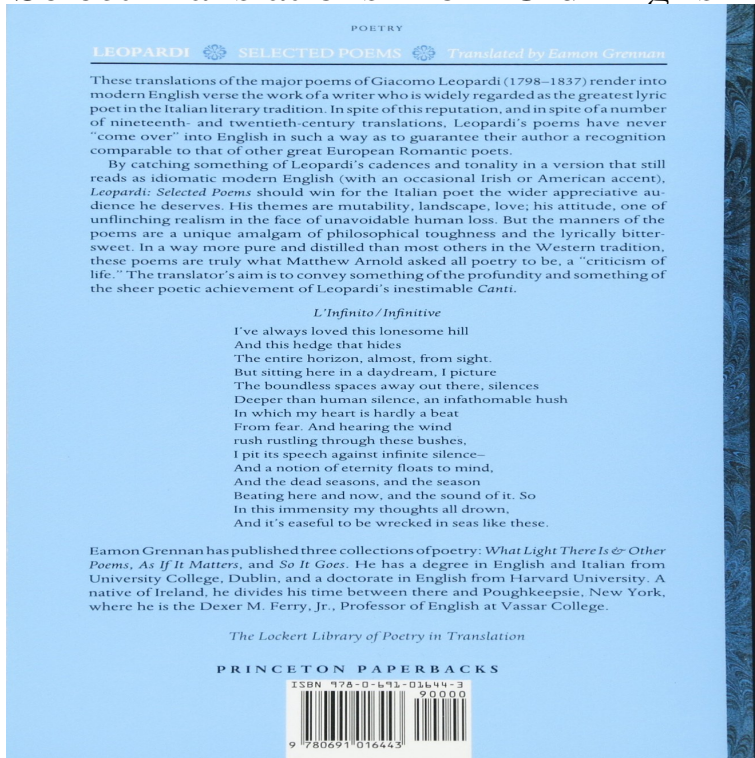 POETRY
LEOPARDI SELECTED POEMS Translated by Eamon Grennan
These translations of the major poems of Giacomo Leopardi (1798–1837) render into
modern English verse the work of a writer who is widely regarded as the greatest lyric
poet in the Italian literary tradition. In spite of this reputation, and in spite of a number
of nineteenth- and twentieth-century translations, Leopardi's poems have never
"come over" into English in such a way as to guarantee their author a recognition
comparable to that of other great European Romantic poets.
By catching something of Leopardi's cadences and tonality in a version that still
reads as idiomatic modern English (with an occasional Irish or American accent),
Leopardi: Selected Poems should win for the Italian poet the wider appreciative au-
dience he deserves. His themes are mutability, landscape, love; his attitude, one of
unflinching realism in the face of unavoidable human loss. But the manners of the
poems are a unique amalgam of philosophical toughness and the lyrically bitter-
sweet. In a way more pure and distilled than most others in the Western tradition,
these poems are truly what Matthew Arnold asked all poetry to be, a "criticism of
life." The translator's aim is to convey something of the profundity and something of
the sheer poetic achievement of Leopardi's inestimable Canti.
L'Infinito/Infinitive
I've always loved this lonesome hill
And this hedge that hides
The entire horizon, almost, from sight.
But sitting here in a daydream, I picture
The boundless spaces away out there, silences
Deeper than human silence, an infathomable hush
In which my heart is hardly a beat
From fear. And hearing the wind
rush rustling through these bushes,
I pit its speech against infinite silence–
And a notion of eternity floats to mind,
And the dead seasons, and the season
Beating here and now, and the sound of it. So
In this immensity my thoughts all drown,
And it's easeful to be wrecked in seas like these.
Eamon Grennan has published three collections of poetry: What Light There Is & Other
Poems, As If It Matters, and So It Goes. He has a degree in English and Italian from
University College, Dublin, and a doctorate in English from Harvard University. A
native of Ireland, he divides his time between there and Poughkeepsie, New York,
where he is the Dexer M. Ferry, Jr., Professor of English at Vassar College.
The Lockert Library of Poetry in Translation
PRINCETON PAPERBACKS
ISBN 978-0-691-01644-3
90000
9 780691 016443